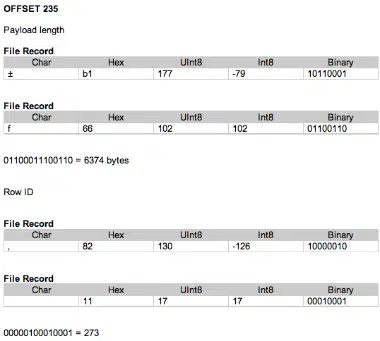 OFFSET 235
Payload length
File Record
Char Hex UInt8 Int8 Binary
± b1 177 -79 10110001
File Record
Char Hex UInt8 Int8 Binary
f 66 102 102 01100110
01100011100110 = 6374 bytes
Row ID
File Record
Char Hex UInt8 Int8 Binary
‚ 82 130 -126 10000010
File Record
Char Hex UInt8 Int8 Binary
11 17 17 00010001
00000100010001 = 273